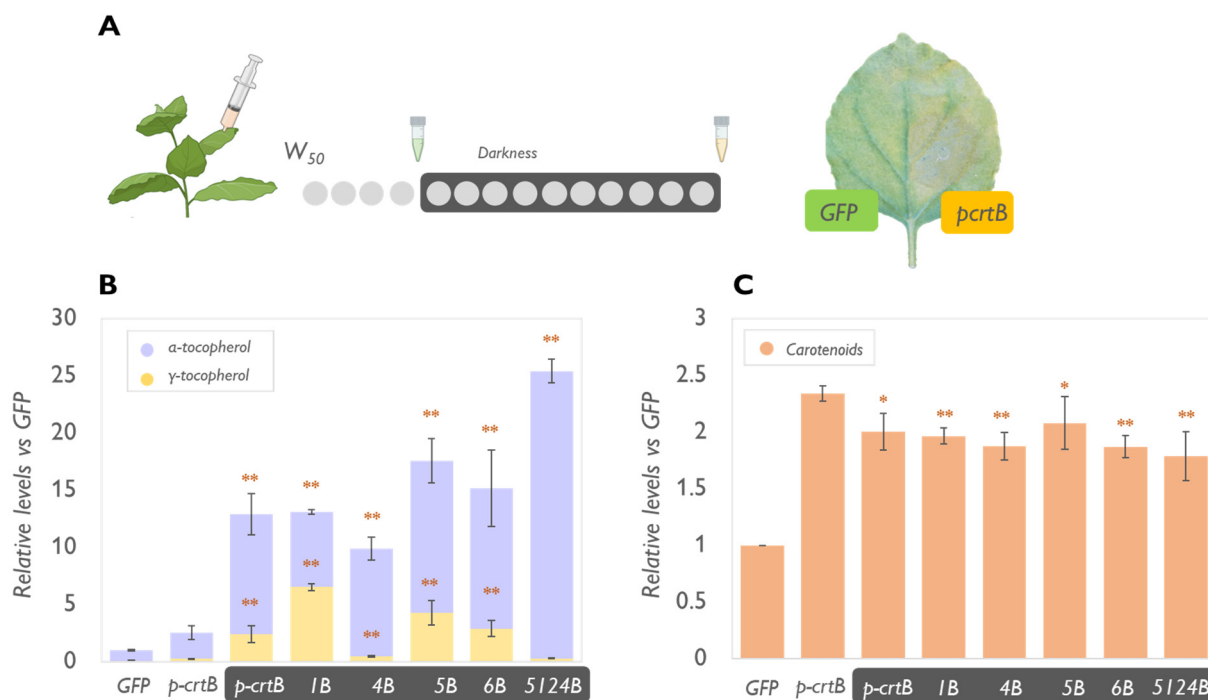 A
W50
Darkness
GFP
pcrtB
B
Relative levels vs GFP
30
25
20
15
10
5
0
α-tocopherol
γ-tocopherol
**
**
**
**
**
**
**
**
**
**
**
GFP
p-crtB
p-crtB
1B
4B
5B
6B
5124B
C
Relative levels vs GFP
3
2.5
2
1.5
1
0.5
0
Carotenoids
*
**
**
*
**
**
GFP
p-crtB
p-crtB
1B
4B
5B
6B
5124B